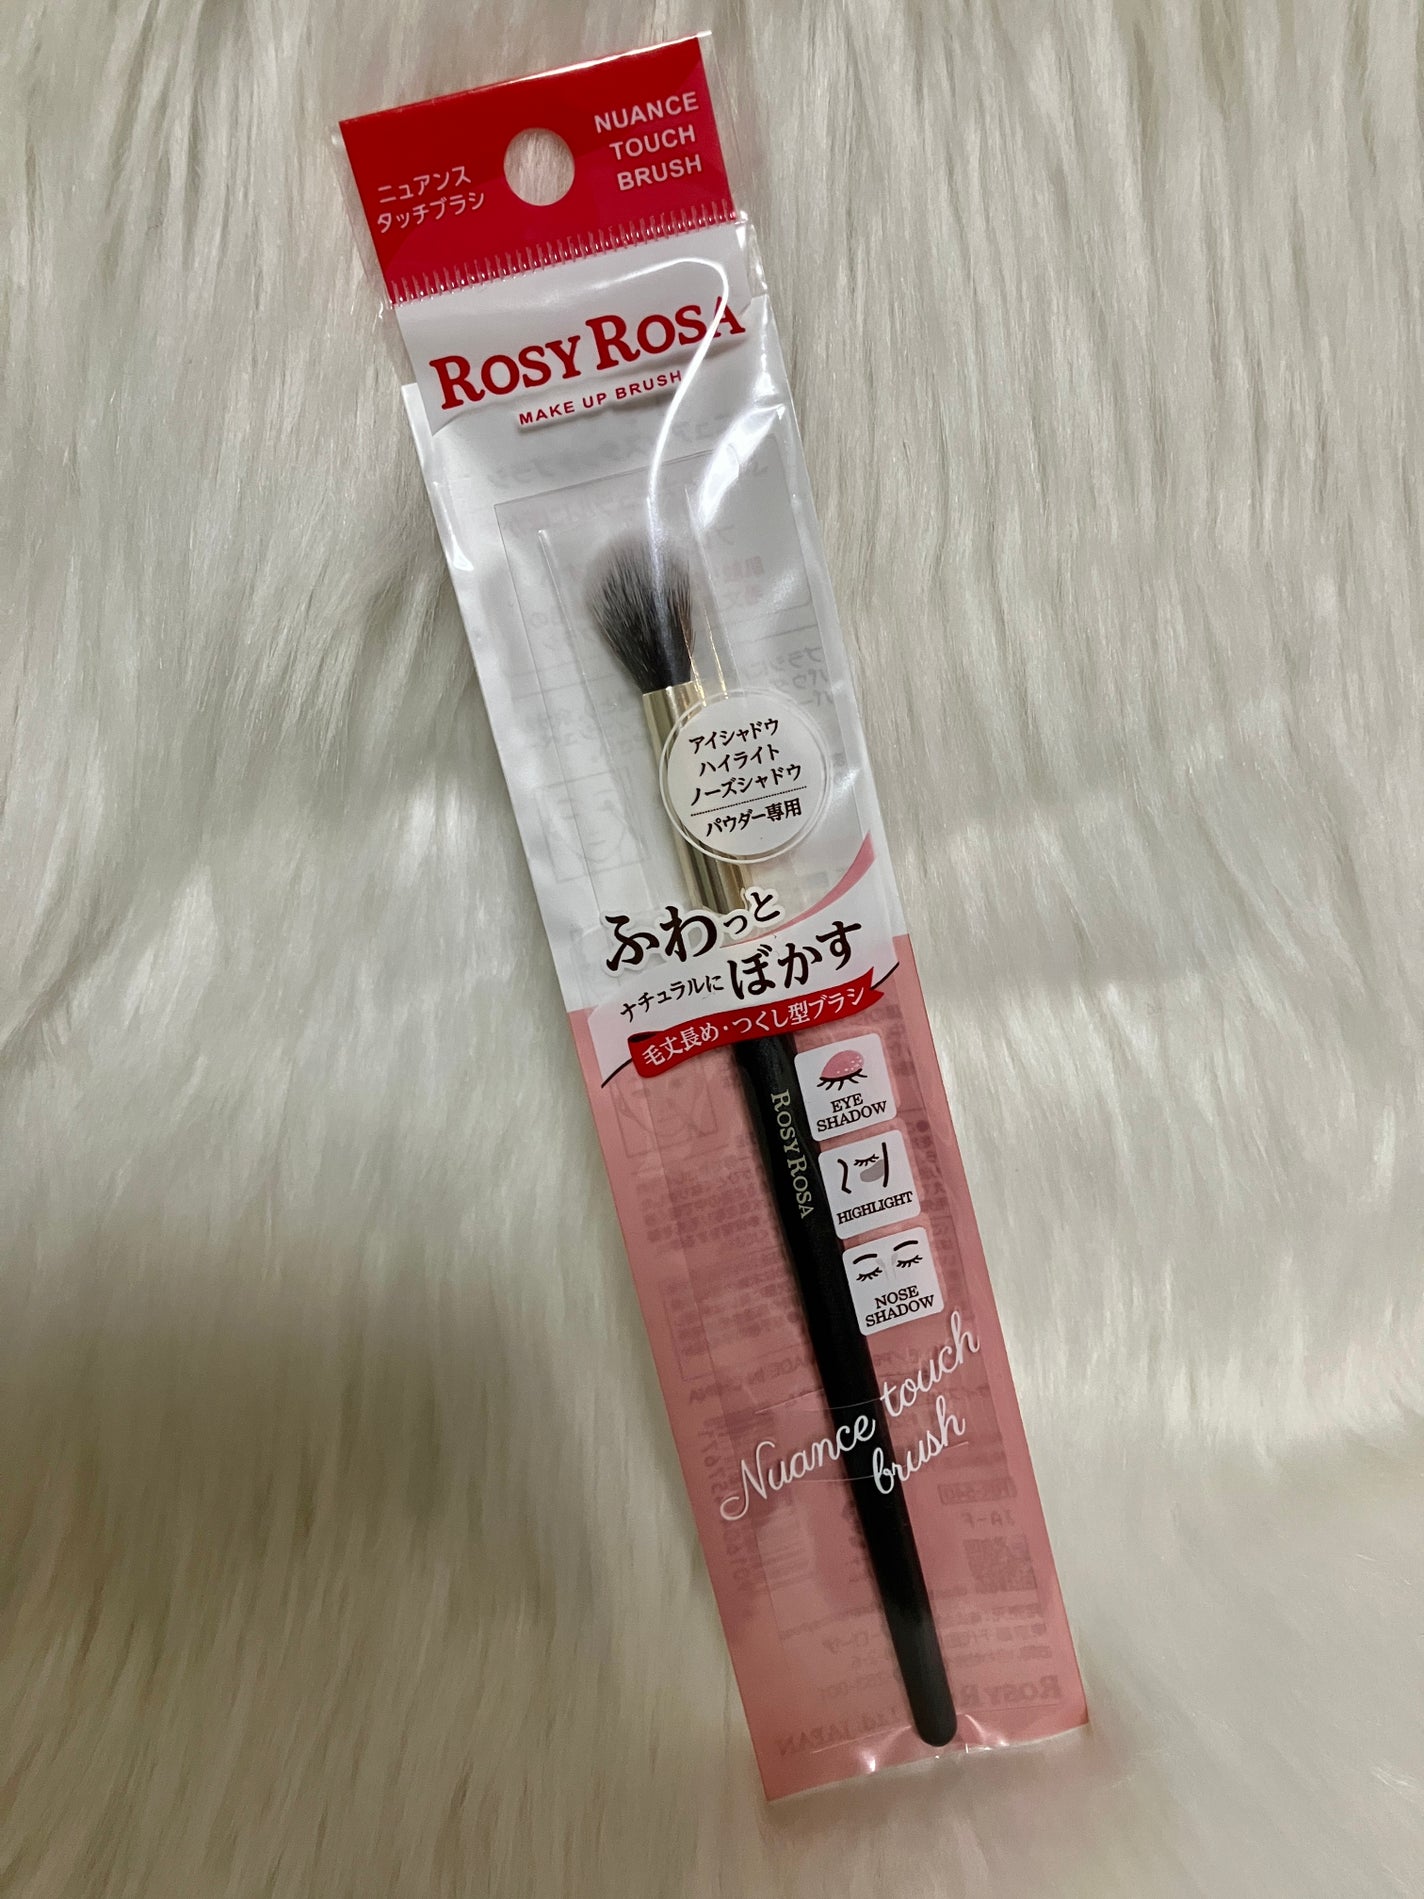 ニュアンス
タッチブラシ
NUANCE
TOUCH
BRUSH
ROSY ROSA
MAKE UP BRUSH
アイシャドウ
ハイライト
ノーズシャドウ
パウダー専用
ふわっと
ナチュラルにぼかす
毛丈長め・つくし型ブラシ
ROSY ROSA
EYE
SHADOW
HIGHLIGHT
NOSE
SHADOW
Nuance touch
brush